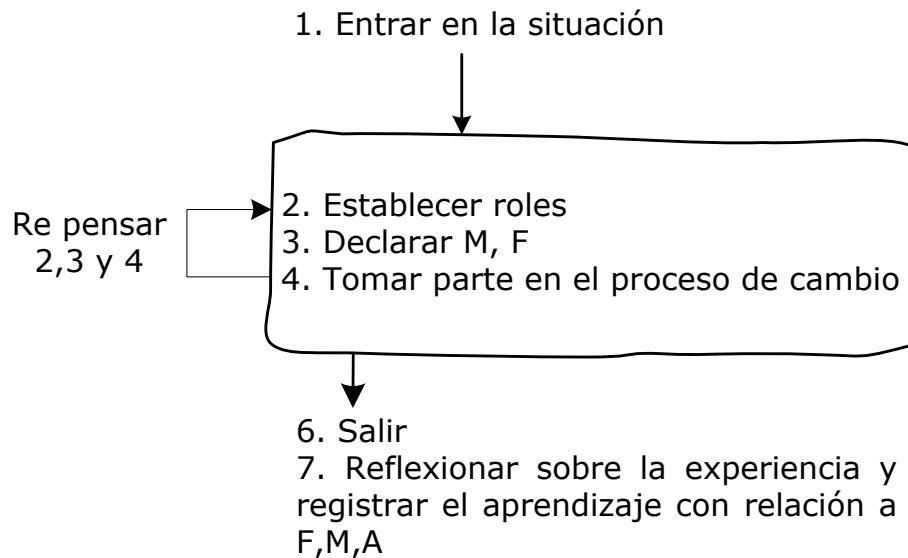 1. Entrar en la situación
2. Establecer roles
3. Declarar M, F
4. Tomar parte en el proceso de cambio
Re pensar
2,3 y 4
6. Salir
7. Reflexionar sobre la experiencia y
registrar el aprendizaje con relación a
F,M,A